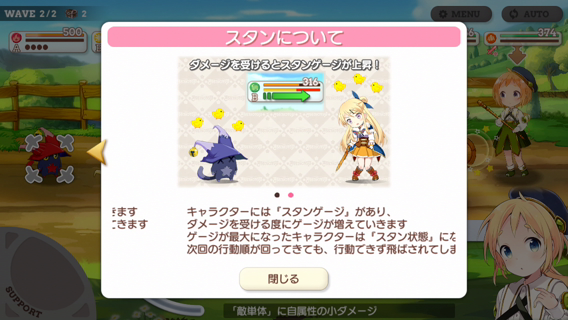 WAVE 2/2
2
MENU
AUTO
500
374
スタンについて
ダメージを受けるとスタンゲージが上昇!
316
B
きます
てきます
キャラクターには「スタンゲージ」があり、
ダメージを受ける度にゲージが増えていきます
ゲージが最大になったキャラクターは「スタン状態」にな
次回の行動順が回ってきても、行動できず飛ばされてしま
閉じる
SUPPORT
「敵単体」に自属性の小ダメージ